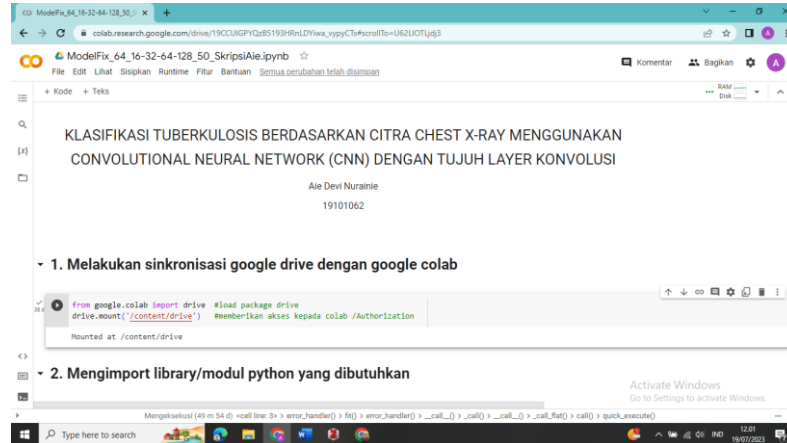 ModelFix_64_16-32-64-128_50_S
colab.research.google.com/drive/19CCUIGPYQzB5193HRnLDYiwa_vypyCTs#scrollTo=U62LIOTLjdj3
ModelFix_64_16-32-64-128_50_SkripsiAie.ipynb
Komentar Bagikan A
File Edit Lihat Sisipkan Runtime Fitur Bantuan Semua perubahan telah disimpan
+ Kode + Teks
RAM
Disk
KLASIFIKASI TUBERKULOSIS BERDASARKAN CITRA CHEST X-RAY MENGGUNAKAN
CONVOLUTIONAL NEURAL NETWORK (CNN) DENGAN TUJUH LAYER KONVOLUSI
Aie Devi Nurainie
19101062
1. Melakukan sinkronisasi google drive dengan google colab
from google.colab import drive #load package drive
drive.mount('/content/drive') #memberikan akses kepada colab /Authorization
Mounted at /content/drive
2. Mengimport library/modul python yang dibutuhkan
Activate Windows
Go to Settings to activate Windows.
Mengeksekusi (49 m 54 d) <cell line: 3> > error_handler() > fit() > error_handler() > __call__() > _call() > __call__() > _call_flat() > call() > quick_execute()
Type here to search
IND
12.01
19/07/2023